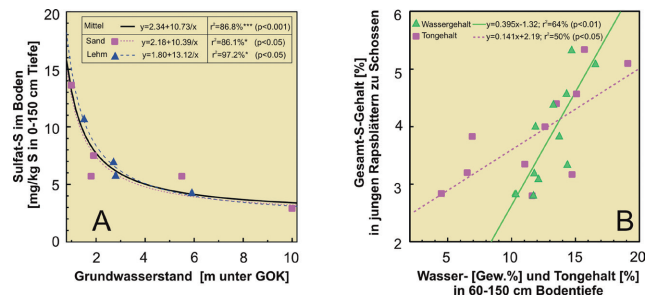 Mittel y=2.34+10.73/x r²=86.8%*** (p<0.001)
Sand y=2.18+10.39/x r²=86.1%* (p<0.05)
Lehm y=1.80+13.12/x r²=97.2%* (p<0.05)
Sulfat-S im Boden
[mg/kg S in 0-150 cm Tiefe]
20
15
10
5
A
2 4 6 8 10
Grundwasserstand [m unter GOK]
Wassergehalt y=0.395x-1.32; r²=64% (p<0.01)
Tongehalt y=0.141x+2.19; r²=50% (p<0.05)
Gesamt-S-Gehalt [%]
in jungen Rapsblättern zu Schossen
6
5
4
3
2
B
5 10 15 20
Wasser- [Gew.%] und Tongehalt [%]
in 60-150 cm Bodentiefe